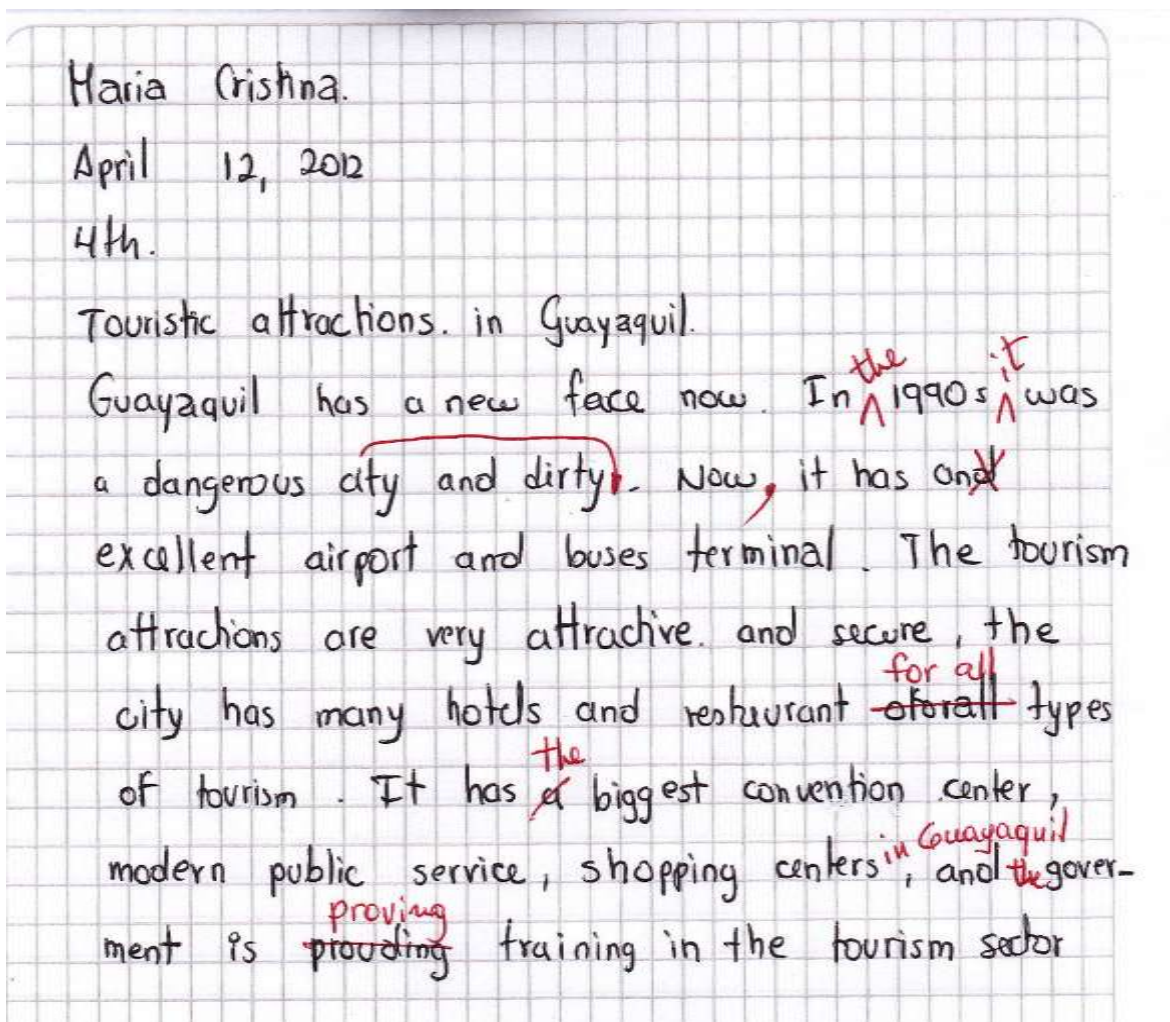 Maria Cristina.
April 12, 2012
4th.
Touristic attractions. in Guayaquil.
the it
Guayaquil has a new face now. In 1990s was
a dangerous city and dirty. Now, it has and
excellent airport and buses terminal. The tourism
attractions are very attractive. and secure, the
for all
city has many hotels and restaurant oforall types
the
of tourism. It has a biggest convention center,
in Guayaquil
modern public service, shopping centers, and the gover-
proving
ment is prouding training in the tourism sector